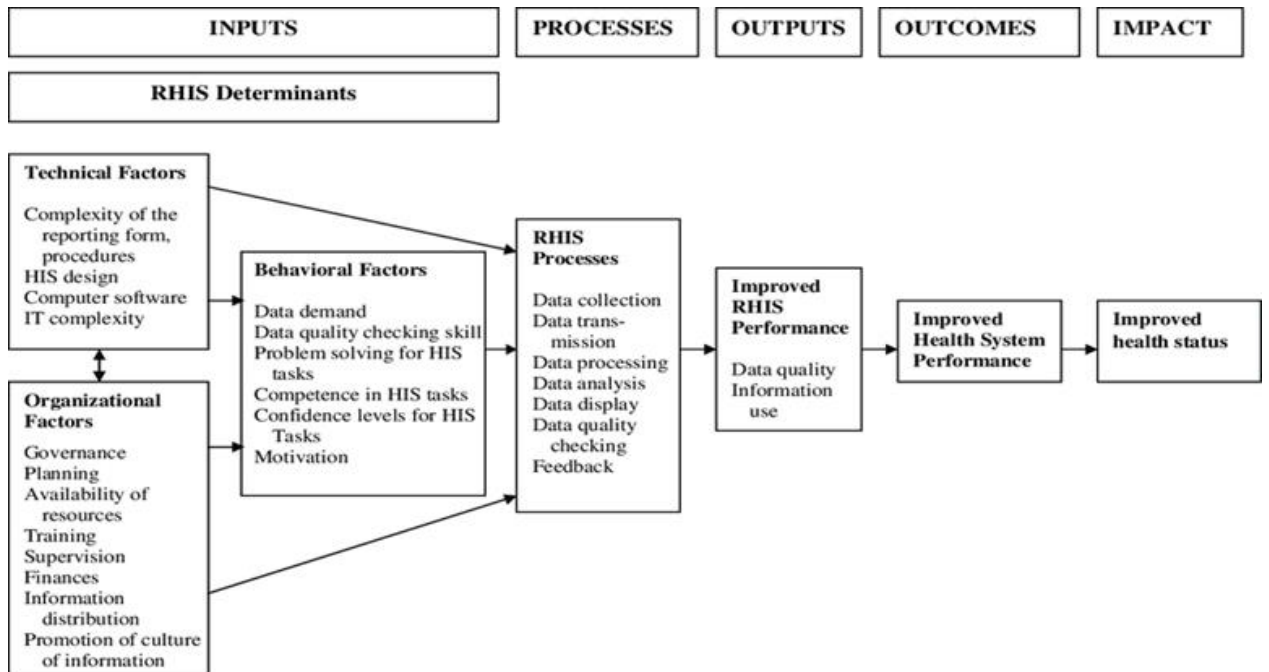 INPUTS
PROCESSES
OUTPUTS
OUTCOMES
IMPACT
RHIS Determinants
Technical Factors
Complexity of the
reporting form,
procedures
HIS design
Computer software
IT complexity
Organizational
Factors
Governance
Planning
Availability of
resources
Training
Supervision
Finances
Information
distribution
Promotion of culture
of information
Behavioral Factors
Data demand
Data quality checking skill
Problem solving for HIS
tasks
Competence in HIS tasks
Confidence levels for HIS
Tasks
Motivation
RHIS
Processes
Data collection
Data trans-
mission
Data processing
Data analysis
Data display
Data quality
checking
Feedback
Improved
RHIS
Performance
Data quality
Information
use
Improved
Health System
Performance
Improved
health status